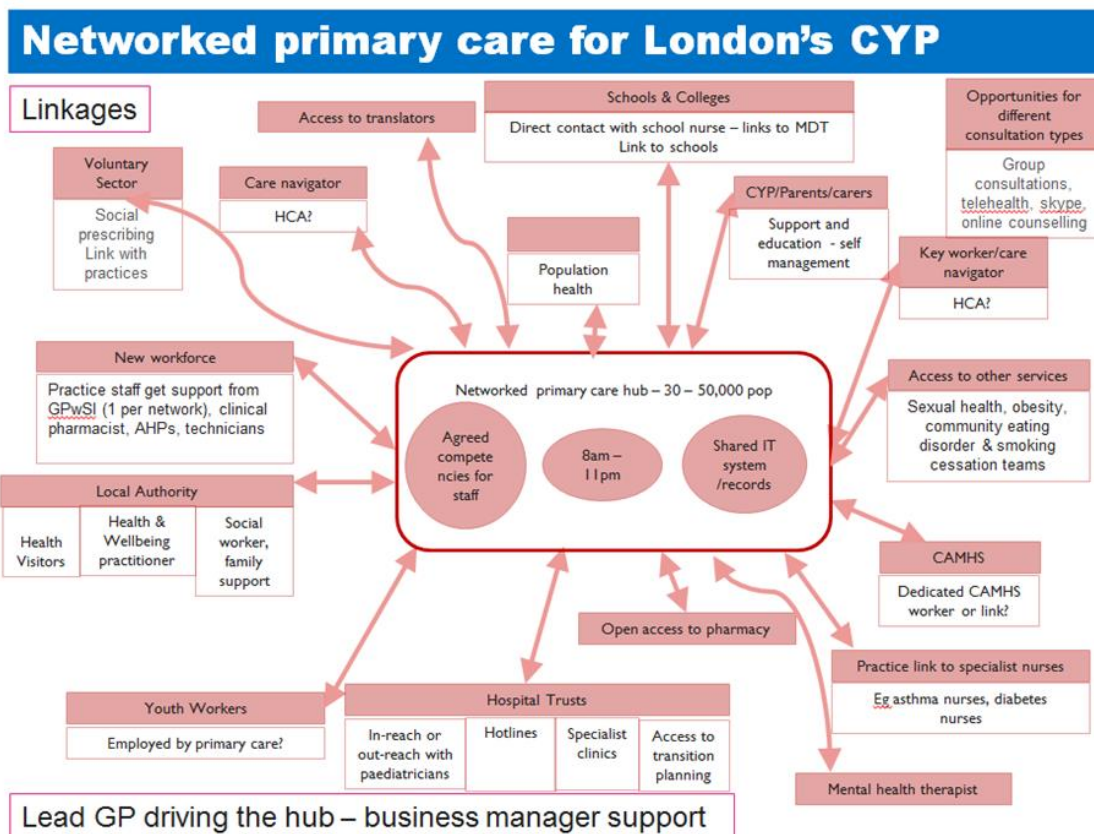 Networked primary care for London's CYP
Linkages
Access to translators
Schools & Colleges
Direct contact with school nurse – links to MDT
Link to schools
Opportunities for
different
consultation types
Group
consultations,
telehealth, skype,
online counselling
Voluntary
Sector
Social
prescribing
Link with
practices
Care navigator
HCA?
Population
health
CYP/Parents/carers
Support and
education - self
management
Key worker/care
navigator
HCA?
New workforce
Practice staff get support from
GPwSI (1 per network), clinical
pharmacist, AHPs, technicians
Networked primary care hub – 30 – 50,000 pop
Agreed
compete
ncies for
staff
8am –
11pm
Shared IT
system
/records
Access to other services
Sexual health, obesity,
community eating
disorder & smoking
cessation teams
Local Authority
Health
Visitors
Health &
Wellbeing
practitioner
Social
worker,
family
support
CAMHS
Dedicated CAMHS
worker or link?
Open access to pharmacy
Practice link to specialist nurses
Eg asthma nurses, diabetes
nurses
Youth Workers
Employed by primary care?
Hospital Trusts
In-reach or
out-reach with
paediatricians
Hotlines
Specialist
clinics
Access to
transition
planning
Mental health therapist
Lead GP driving the hub – business manager support